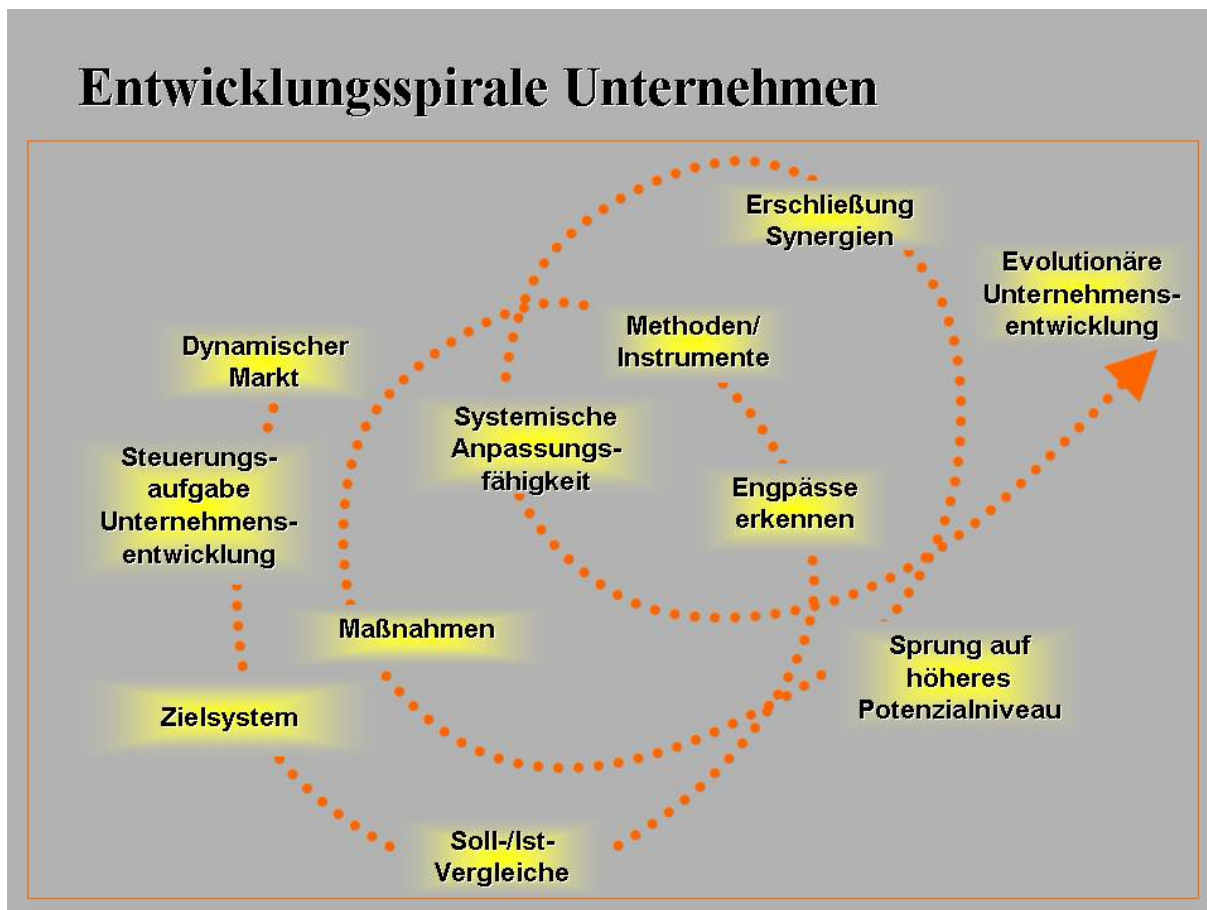 Entwicklungsspirale Unternehmen
Erschließung
Synergien
Evolutionäre
Unternehmens-
entwicklung
Methoden/
Instrumente
Dynamischer
Markt
Systemische
Anpassungs-
fähigkeit
Steuerungs-
aufgabe
Unternehmens-
entwicklung
Engpässe
erkennen
Maßnahmen
Sprung auf
höheres
Potenzialniveau
Zielsystem
Soll-/Ist-
Vergleiche